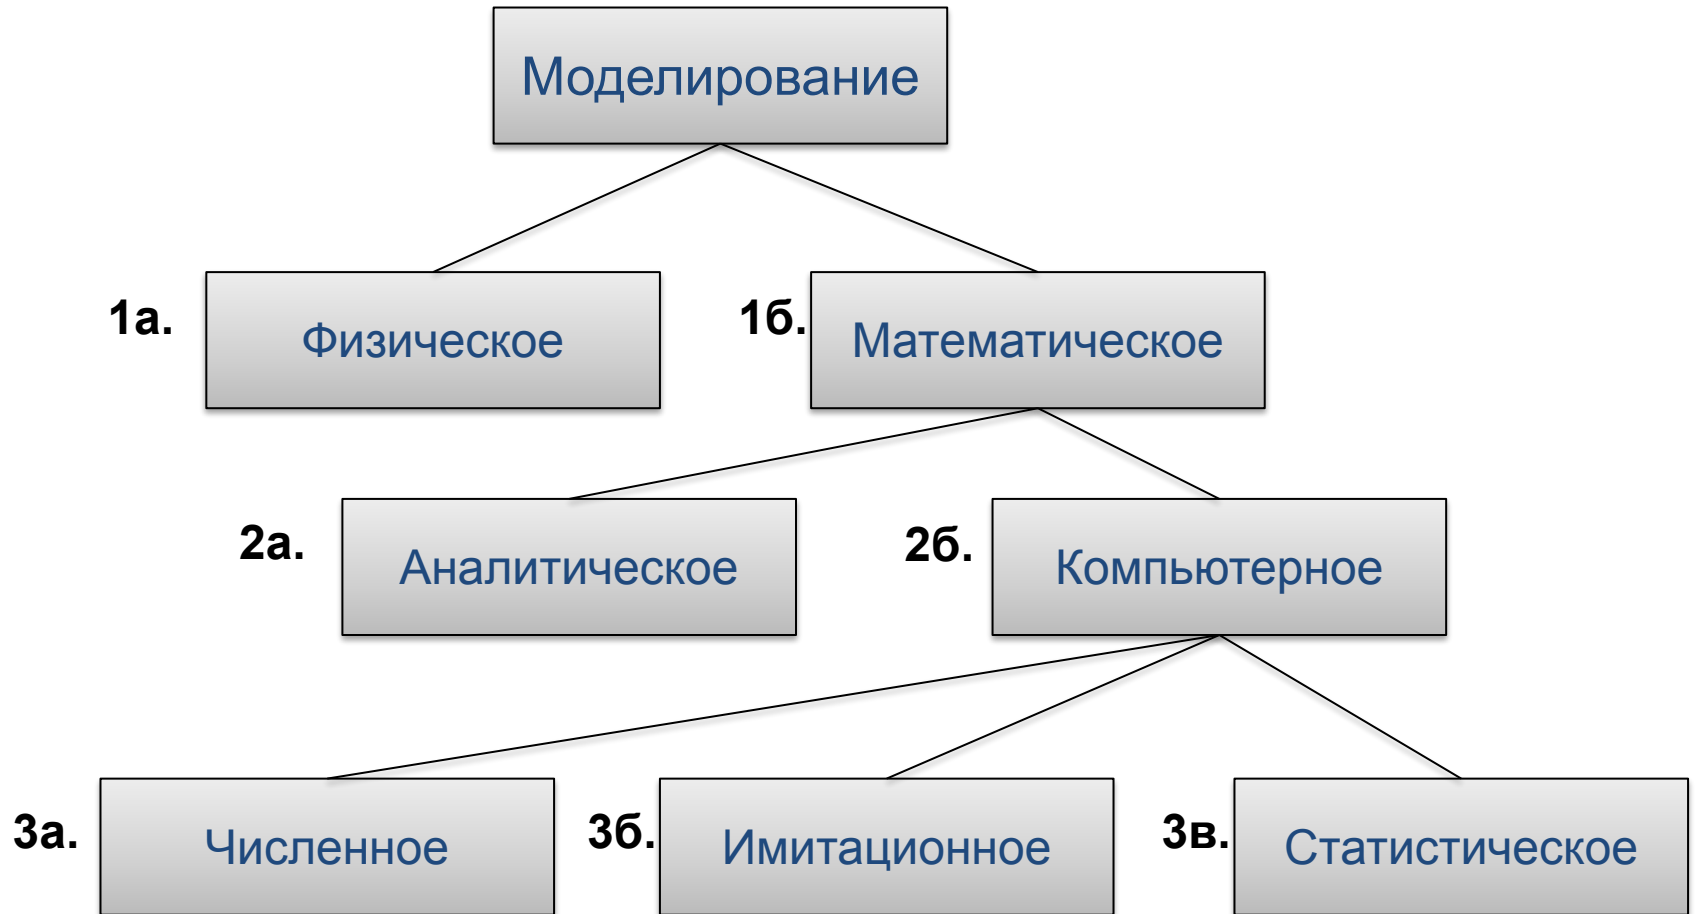 Моделирование
1а.
Физическое
1б.
Математическое
2а.
Аналитическое
2б.
Компьютерное
3а.
Численное
3б.
Имитационное
3в.
Статистическое